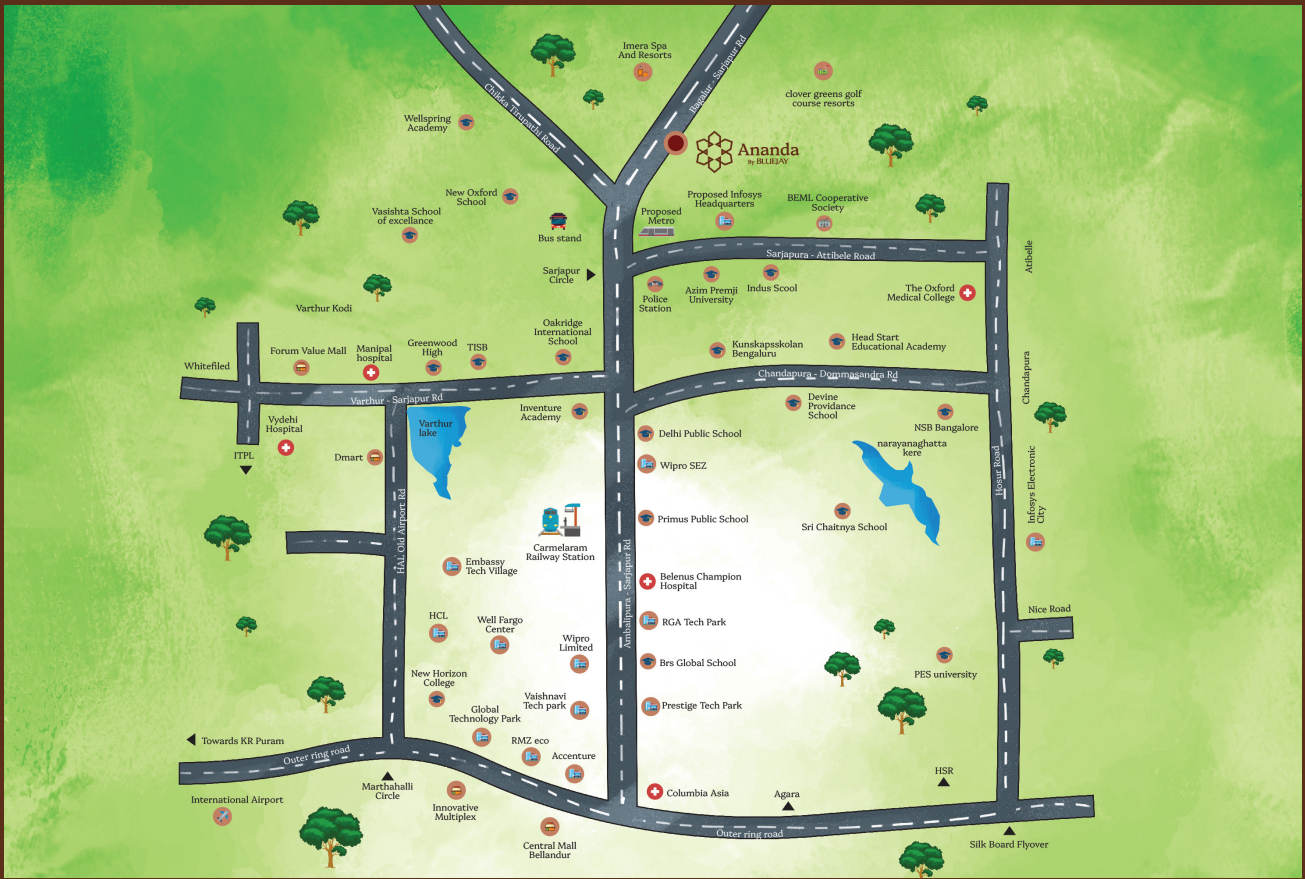 Imera Spa
And Resorts
clover greens golf
course resorts
Chikka Tirupathi Road
Bagalur - Sarjapur Rd
Wellspring
Academy
Ananda
By BLUEJAY
New Oxford
School
Vasishta School
of excellance
Bus stand
Proposed
Metro
Proposed Infosys
Headquarters
BEML Cooperative
Society
Sarjapura - Attibele Road
Atibelle
Sarjapur
Circle
Police
Station
Azim Premji
University
Indus Scool
The Oxford
Medical College
Varthur Kodi
Whitefiled
Forum Value Mall
Manipal
hospital
Greenwood
High
TISB
Oakridge
International
School
Kunskapsskolan
Bengaluru
Head Start
Educational Academy
Chandapura - Dommasandra Rd
Chandapura
Varthur - Sarjapur Rd
Vydehi
Hospital
ITPL
Dmart
Varthur
lake
Inventure
Academy
Devine
Providance
School
NSB Bangalore
Delhi Public School
Wipro SEZ
narayanaghatta
kere
Hosur Road
Infosys Electronic
City
HAL Old Airport Rd
Carmelaram
Railway Station
Primus Public School
Sri Chaitnya School
Embassy
Tech Village
Ambalipura - Sarjapur Rd
Belenus Champion
Hospital
HCL
Well Fargo
Center
Wipro
Limited
RGA Tech Park
Nice Road
Brs Global School
PES university
New Horizon
College
Vaishnavi
Tech park
Prestige Tech Park
Global
Technology Park
RMZ eco
Accenture
Towards KR Puram
Outer ring road
Marthahalli
Circle
International Airport
Innovative
Multiplex
Central Mall
Bellandur
Columbia Asia
Agara
HSR
Outer ring road
Silk Board Flyover